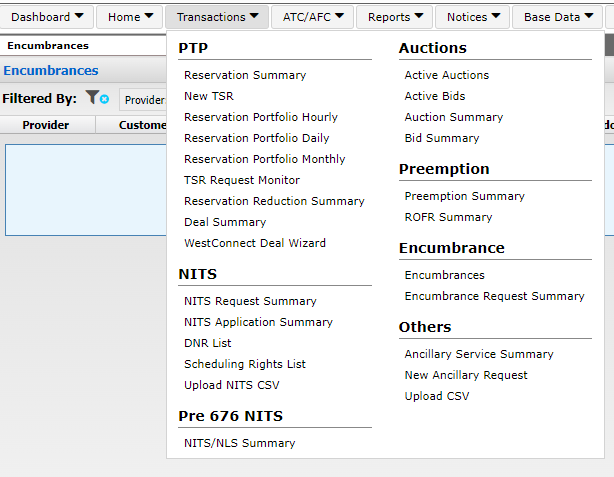 Dashboard Home Transactions ATC/AFC Reports Notices Base Data
Encumbrances
Encumbrances
Filtered By: Provider:
Provider
PTP
Reservation Summary
New TSR
Reservation Portfolio Hourly
Reservation Portfolio Daily
Reservation Portfolio Monthly
TSR Request Monitor
Reservation Reduction Summary
Deal Summary
WestConnect Deal Wizard
NITS
NITS Request Summary
NITS Application Summary
DNR List
Scheduling Rights List
Upload NITS CSV
Pre 676 NITS
NITS/NLS Summary
Auctions
Active Auctions
Active Bids
Auction Summary
Bid Summary
Preemption
Preemption Summary
ROFR Summary
Encumbrance
Encumbrances
Encumbrance Request Summary
Others
Ancillary Service Summary
New Ancillary Request
Upload CSV